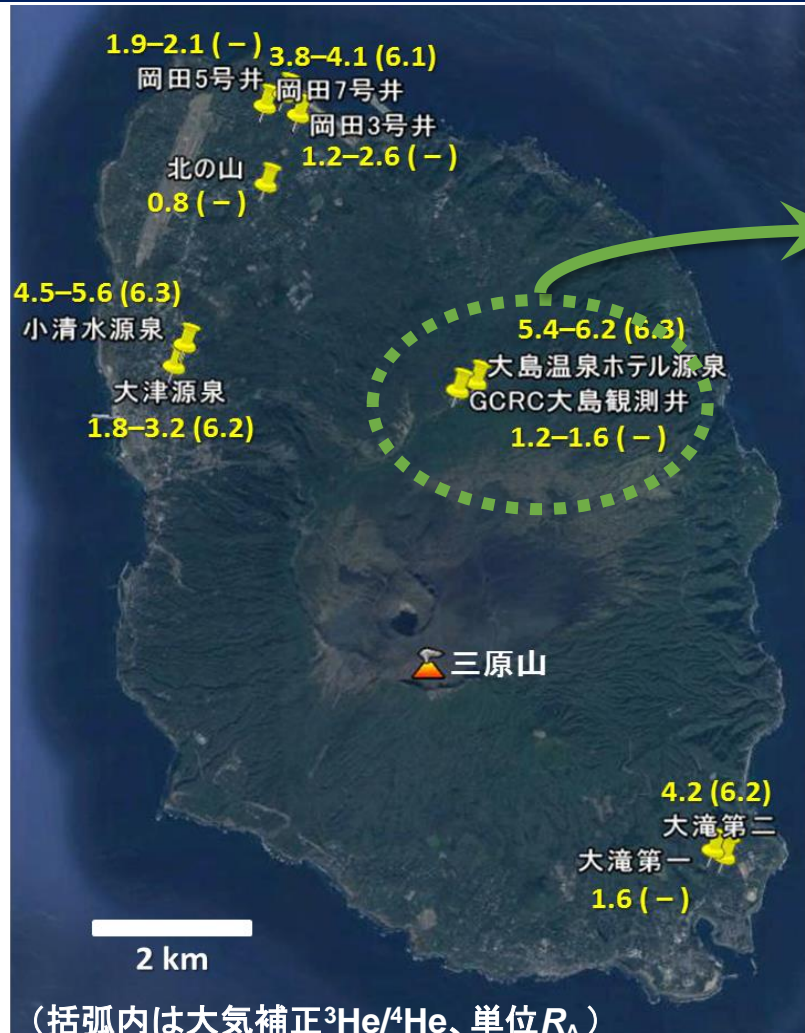 1.9–2.1 ( – )
3.8–4.1 (6.1)
岡田5号井
岡田7号井
岡田3号井
1.2–2.6 ( – )
北の山
0.8 ( – )
4.5–5.6 (6.3)
小清水源泉
大津源泉
1.8–3.2 (6.2)
5.4–6.2 (6.3)
大島温泉ホテル源泉
GCRC大島観測井
1.2–1.6 ( – )
三原山
4.2 (6.2)
大滝第二
大滝第一
1.6 ( – )
2 km
（括弧内は大気補正³He/⁴He、単位R_A）